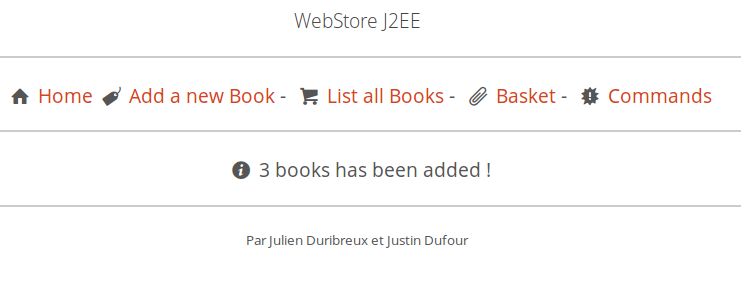 WebStore J2EE
Home Add a new Book - List all Books - Basket - Commands
3 books has been added !
Par Julien Duribreux et Justin Dufour